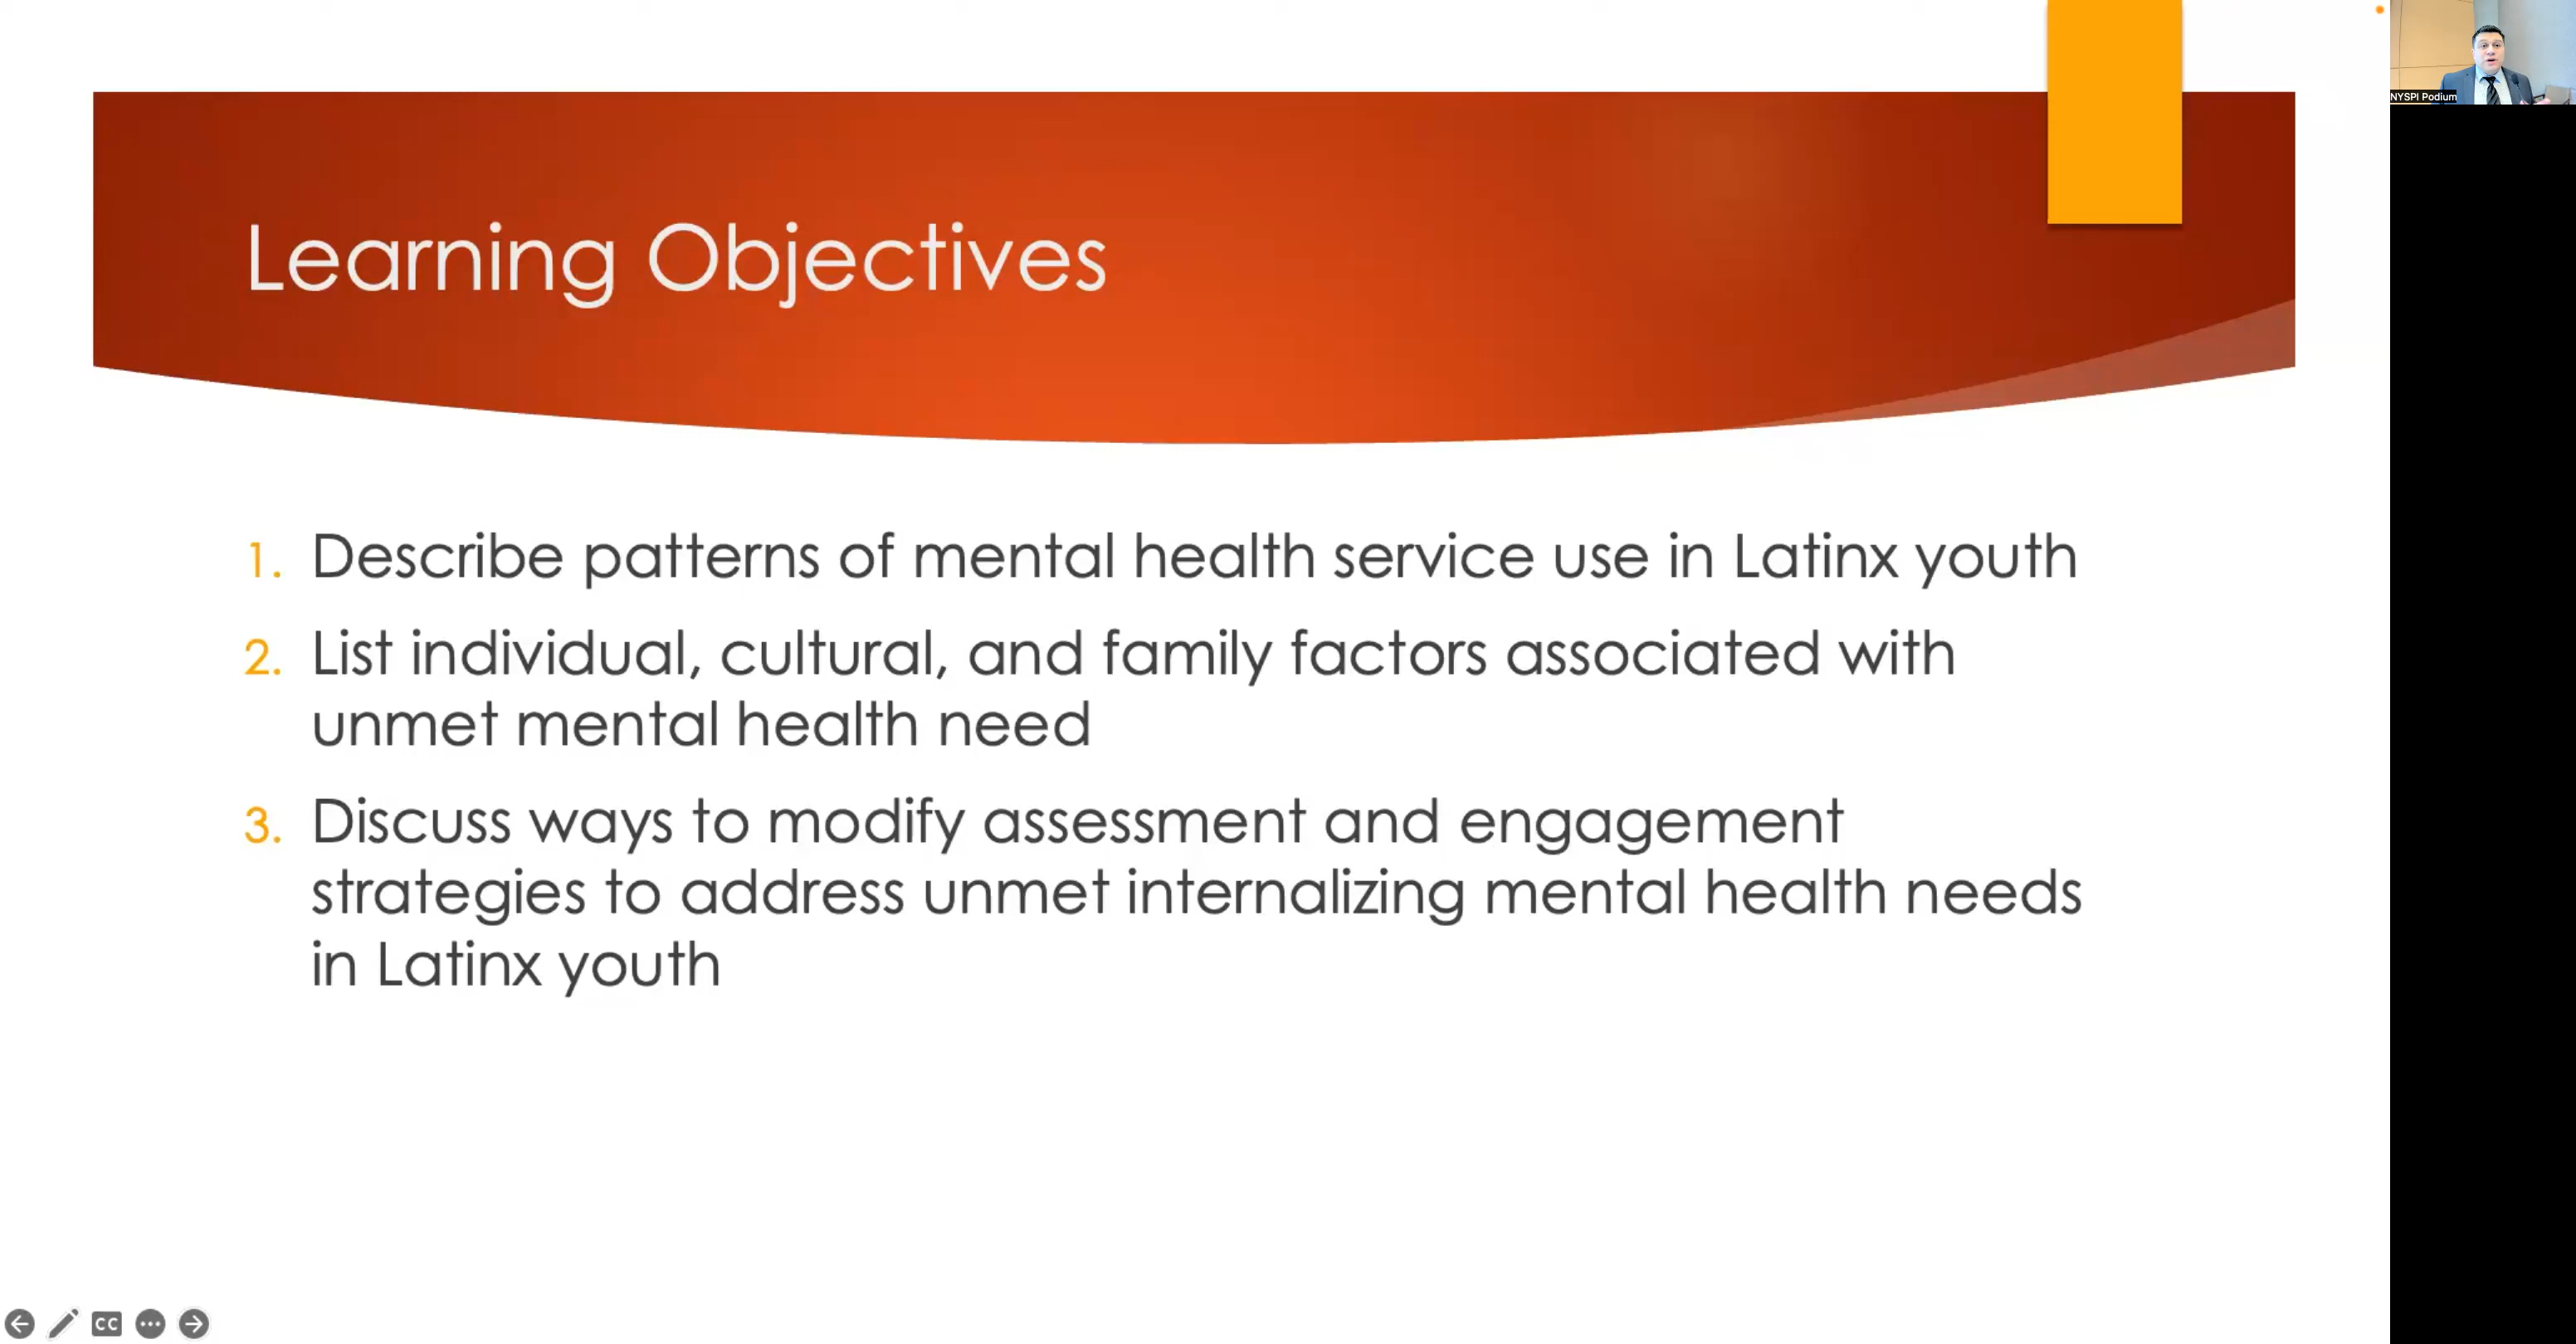 NYSPI Podium
Learning Objectives
1. Describe patterns of mental health service use in Latinx youth
2. List individual, cultural, and family factors associated with
unmet mental health need
3. Discuss ways to modify assessment and engagement
strategies to address unmet internalizing mental health needs
in Latinx youth
CC